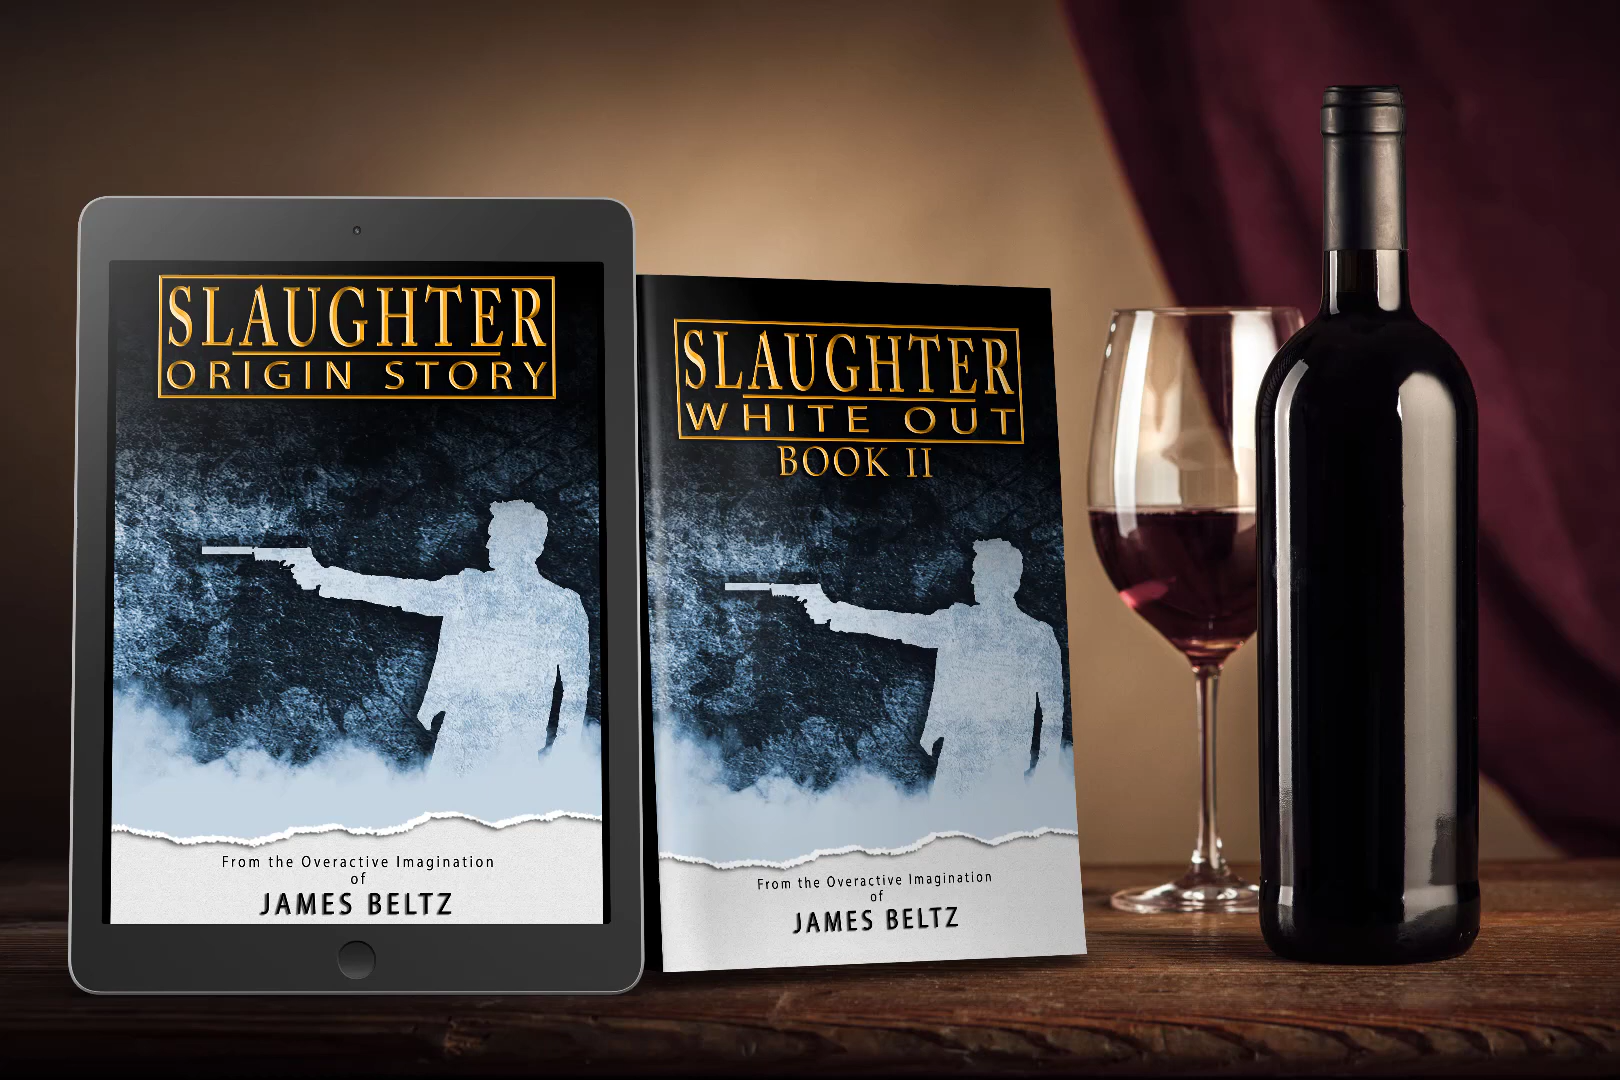 SLAUGHTER
ORIGIN STORY
From the Overactive Imagination
of
JAMES BELTZ
SLAUGHTER
WHITE OUT
BOOK II
From the Overactive Imagination
of
JAMES BELTZ